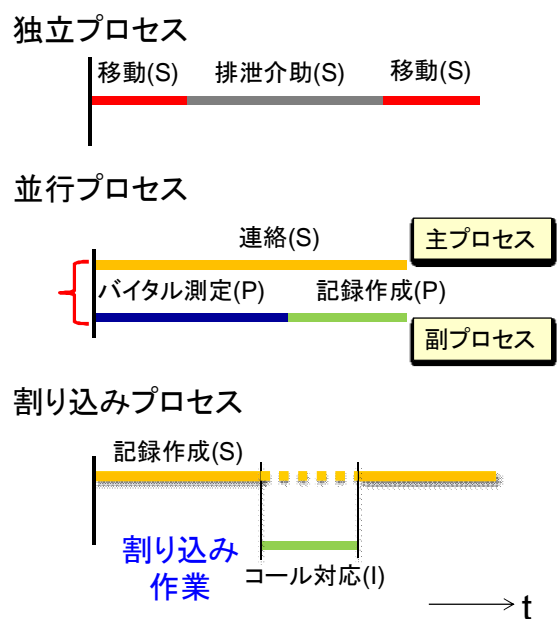 独立プロセス
移動(S) 排泄介助(S) 移動(S)
並行プロセス
連絡(S) 主プロセス
バイタル測定(P) 記録作成(P)
副プロセス
割り込みプロセス
記録作成(S)
割り込み
作業
コール対応(I)
t